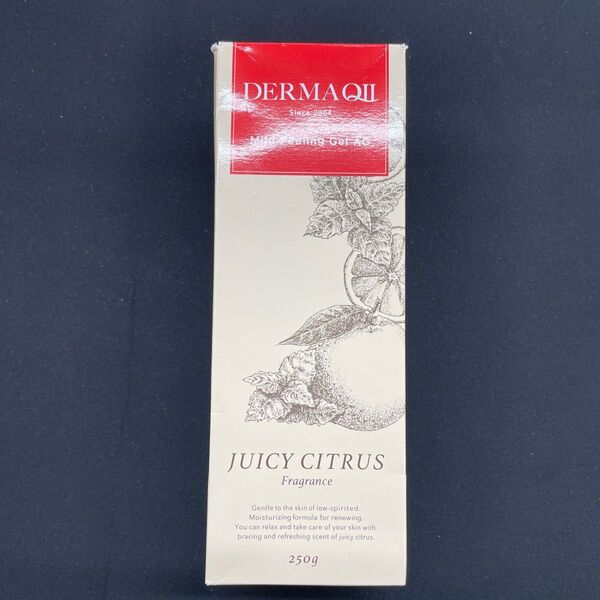 DERMAQII
Since 2004
Mild Peeling Gel AC
JUICY CITRUS
Fragrance
Gentle to the skin of low-spirited.
Moisturizing formula for renewing.
You can relax and take care of your skin with
bracing and refreshing scent of juicy citrus.
250g